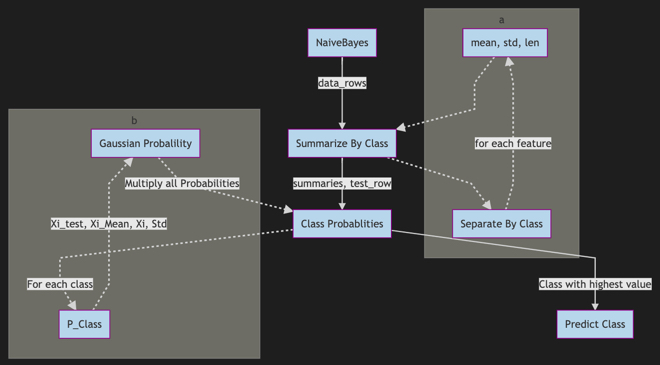 a
NaiveBayes
mean, std, len
data_rows
b
Gaussian Probalility
Summarize By Class
for each feature
Multiply all Probabilities
summaries, test_row
Xi_test, Xi_Mean, Xi, Std
Class Probablities
Separate By Class
For each class
Class with highest value
P_Class
Predict Class